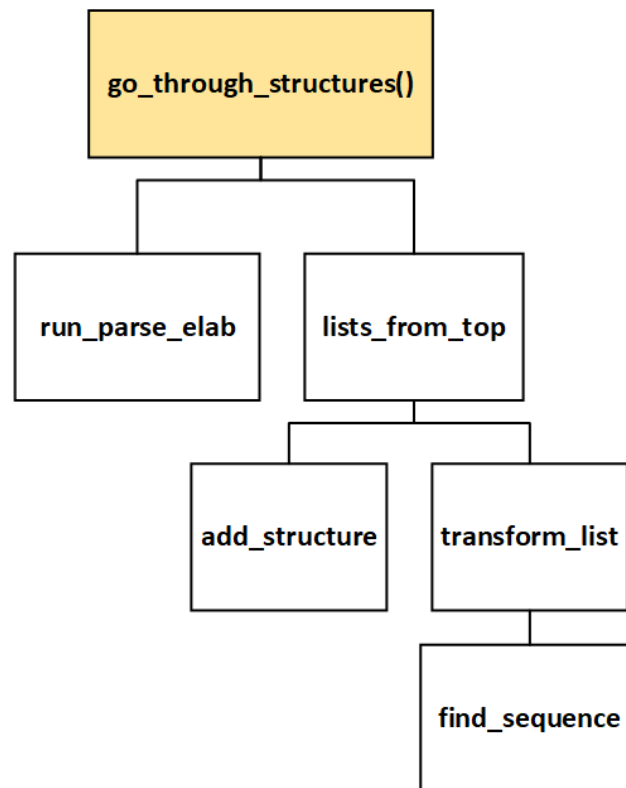 go_through_structures()
run_parse_elab
lists_from_top
add_structure
transform_list
find_sequence